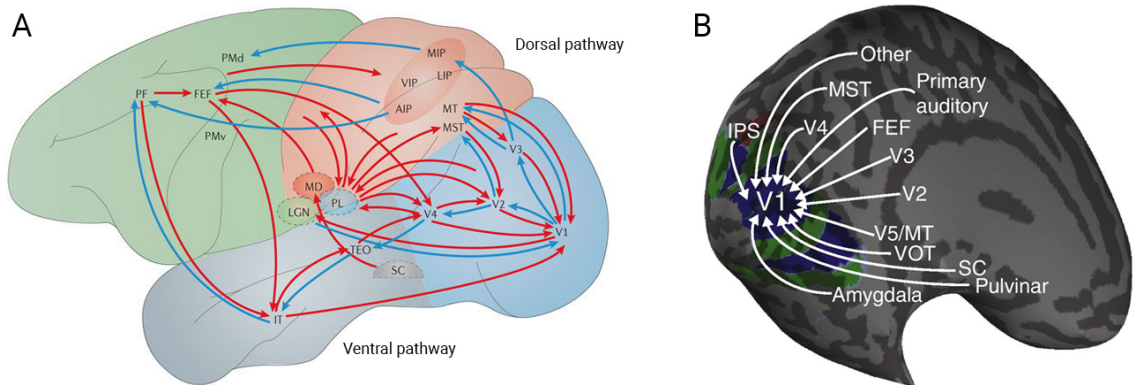 A
Dorsal pathway
PMd
MIP
VIP
LIP
PF
FEF
AIP
MT
PMv
MST
V3
MD
PL
LGN
V4
V2
V1
TEO
SC
IT
Ventral pathway
B
Other
MST
Primary
auditory
IPS
V4
FEF
V3
V1
V2
V5/MT
VOT
SC
Pulvinar
Amygdala